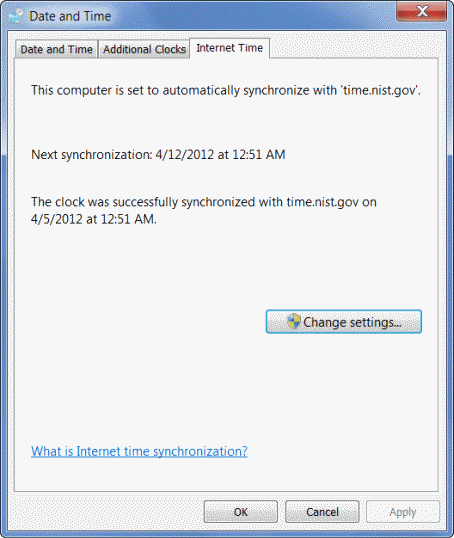 Date and Time
Date and Time Additional Clocks Internet Time
This computer is set to automatically synchronize with 'time.nist.gov'.
Next synchronization: 4/12/2012 at 12:51 AM
The clock was successfully synchronized with time.nist.gov on
4/5/2012 at 12:51 AM.
Change settings...
What is Internet time synchronization?
OK Cancel Apply